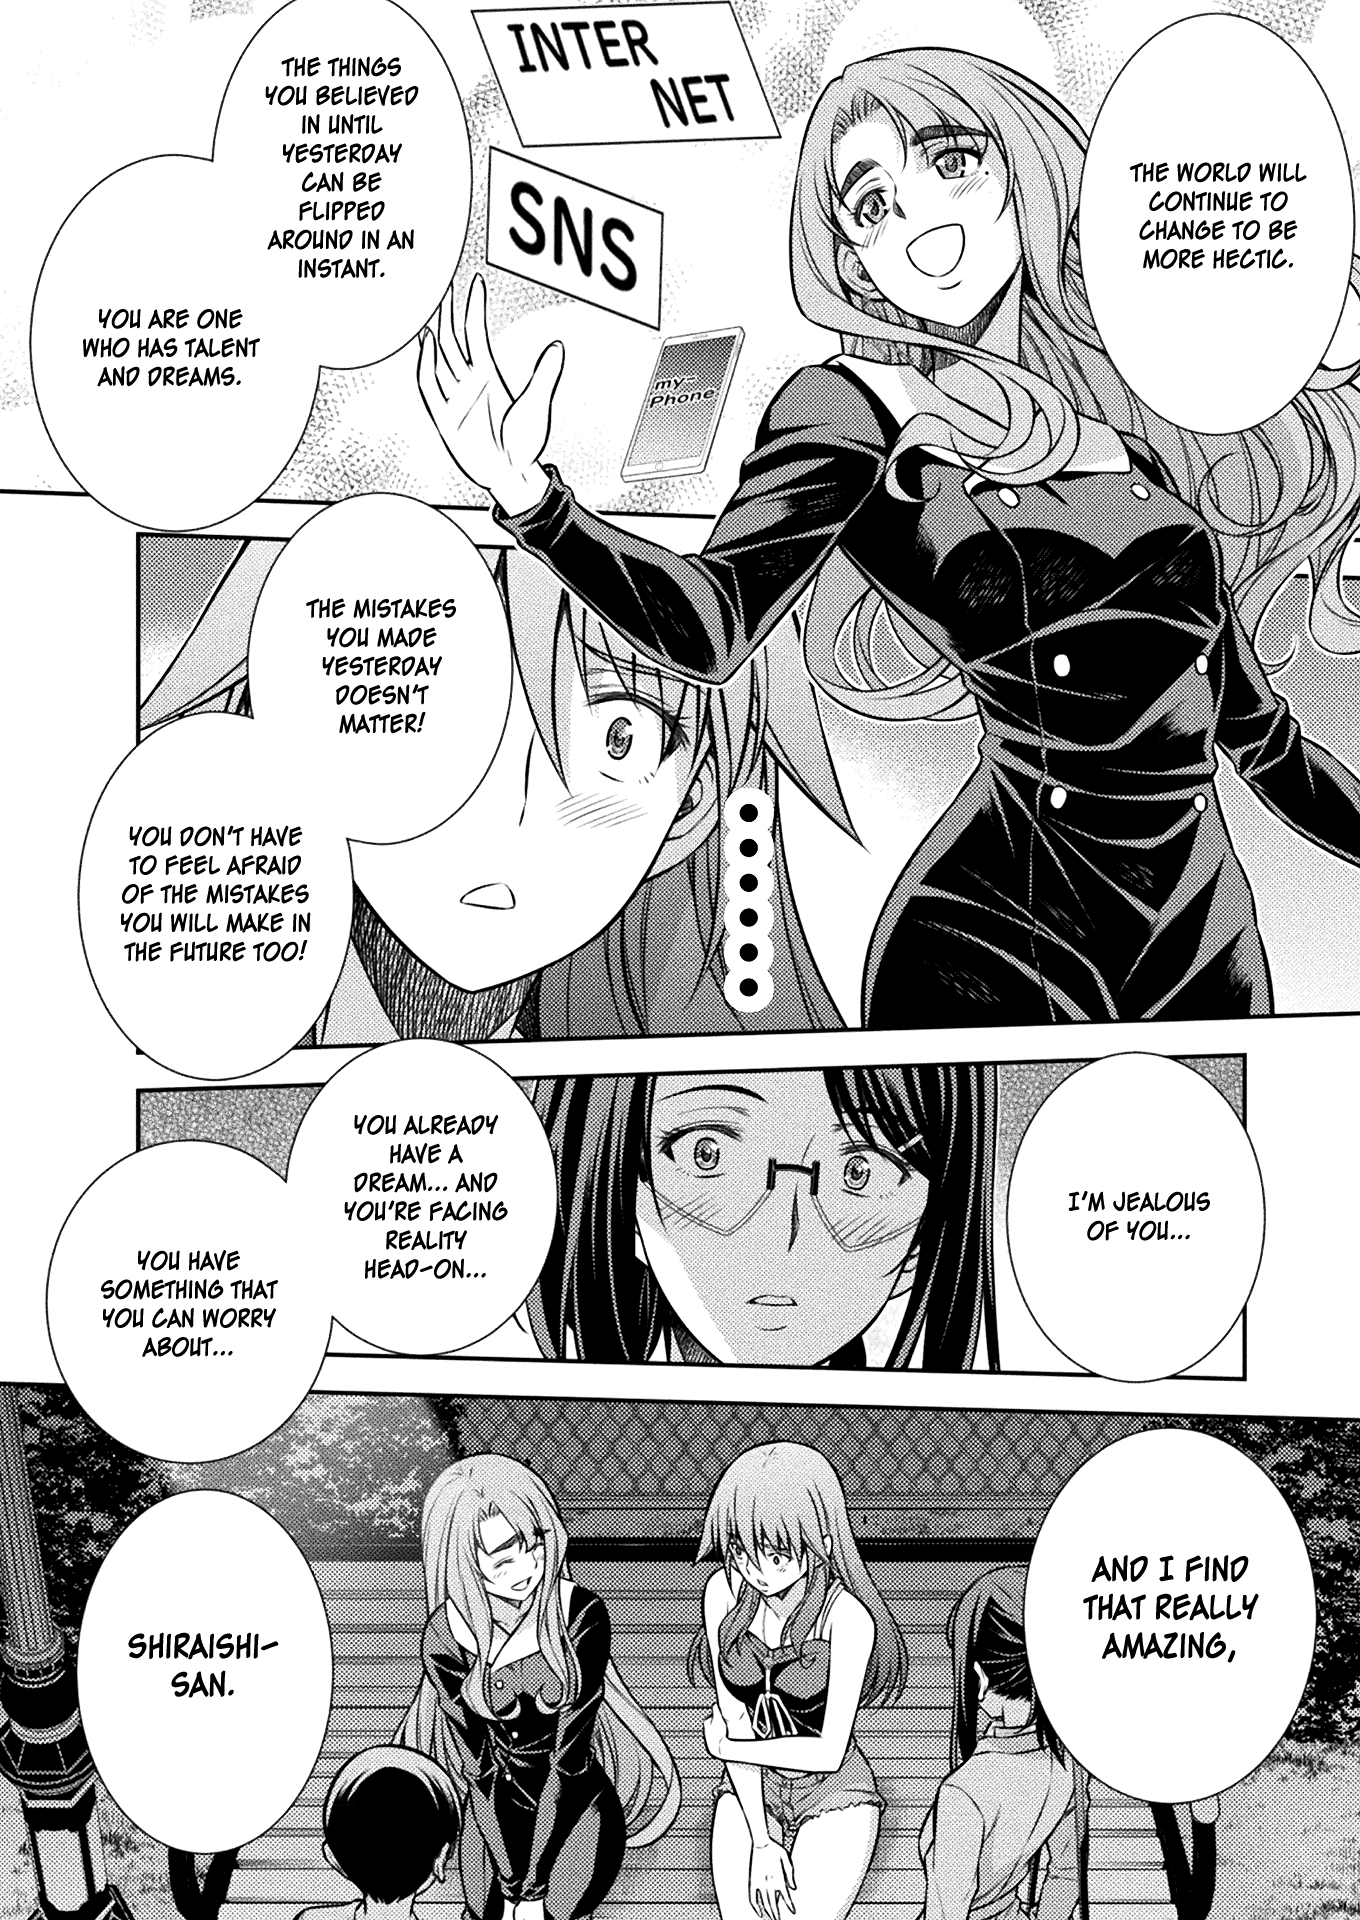 THE WORLD WILL
CONTINUE TO
CHANGE TO BE
MORE HECTIC.
INTER
NET
SNS
my-
Phone
THE THINGS
YOU BELIEVED
IN UNTIL
YESTERDAY
CAN BE
FLIPPED
AROUND IN AN
INSTANT.
YOU ARE ONE
WHO HAS TALENT
AND DREAMS.
THE MISTAKES
YOU MADE
YESTERDAY
DOESN'T
MATTER!
YOU DON'T HAVE
TO FEEL AFRAID
OF THE MISTAKES
YOU WILL MAKE IN
THE FUTURE TOO!
I'M JEALOUS
OF YOU...
YOU ALREADY
HAVE A
DREAM... AND
YOU'RE FACING
REALITY
HEAD-ON...
YOU HAVE
SOMETHING THAT
YOU CAN WORRY
ABOUT...
AND I FIND
THAT REALLY
AMAZING,
SHIRAISHI-
SAN.